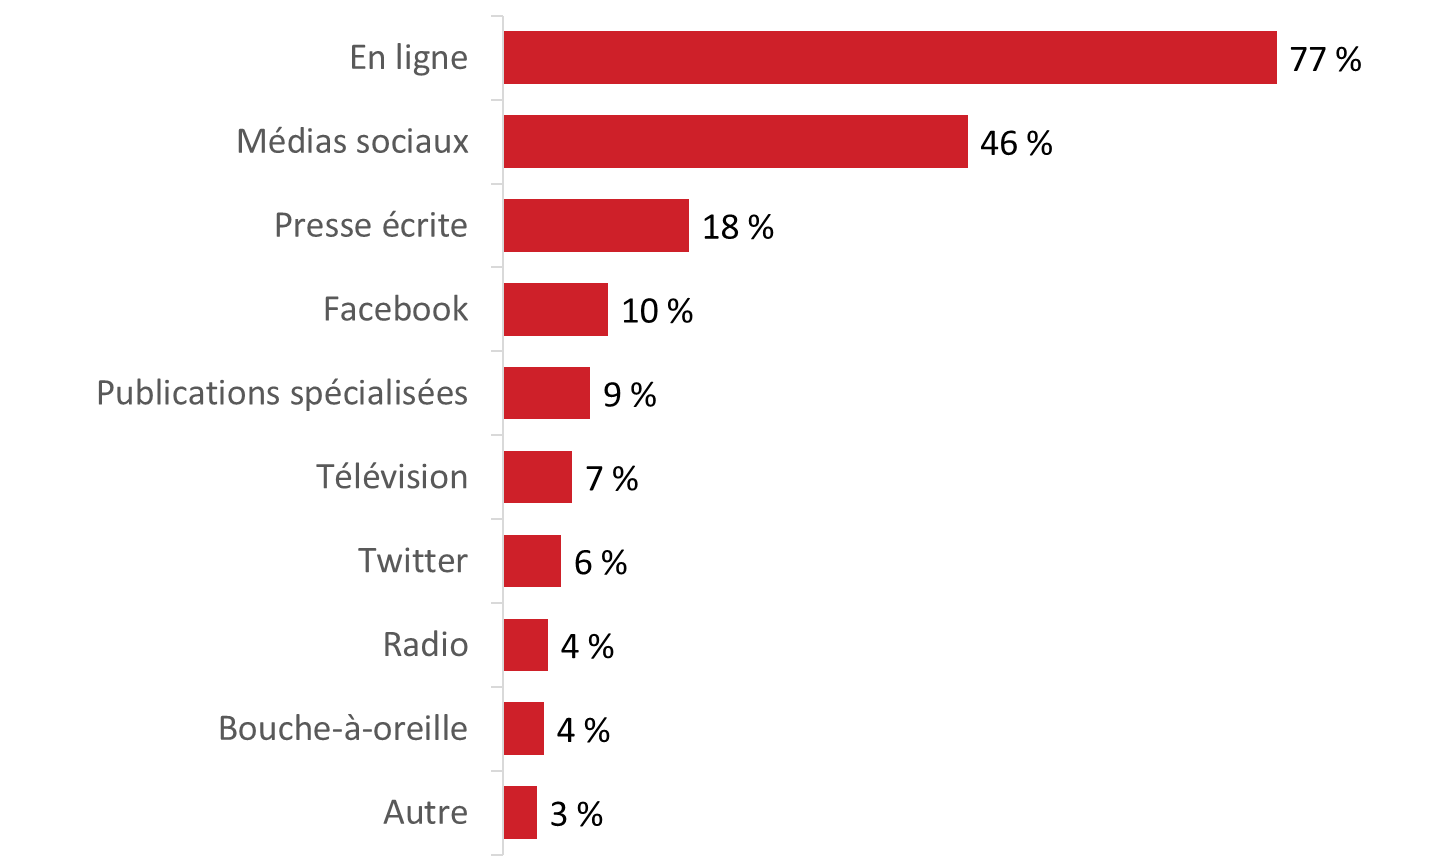 En ligne 77 %
Médias sociaux 46 %
Presse écrite 18 %
Facebook 10 %
Publications spécialisées 9 %
Télévision 7 %
Twitter 6 %
Radio 4 %
Bouche-à-oreille 4 %
Autre 3 %